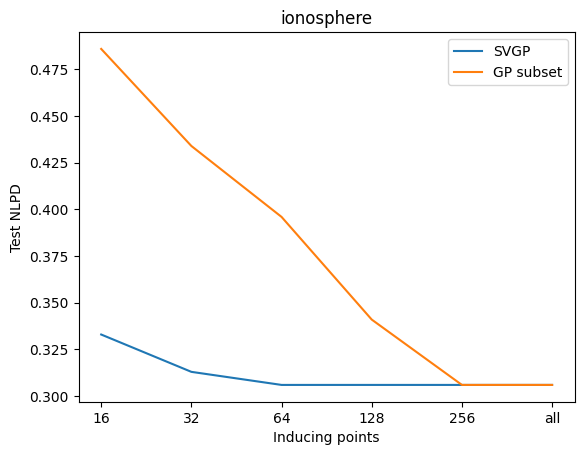 ionosphere
SVGP
GP subset
Test NLPD
0.475
0.450
0.425
0.400
0.375
0.350
0.325
0.300
16 32 64 128 256 all
Inducing points